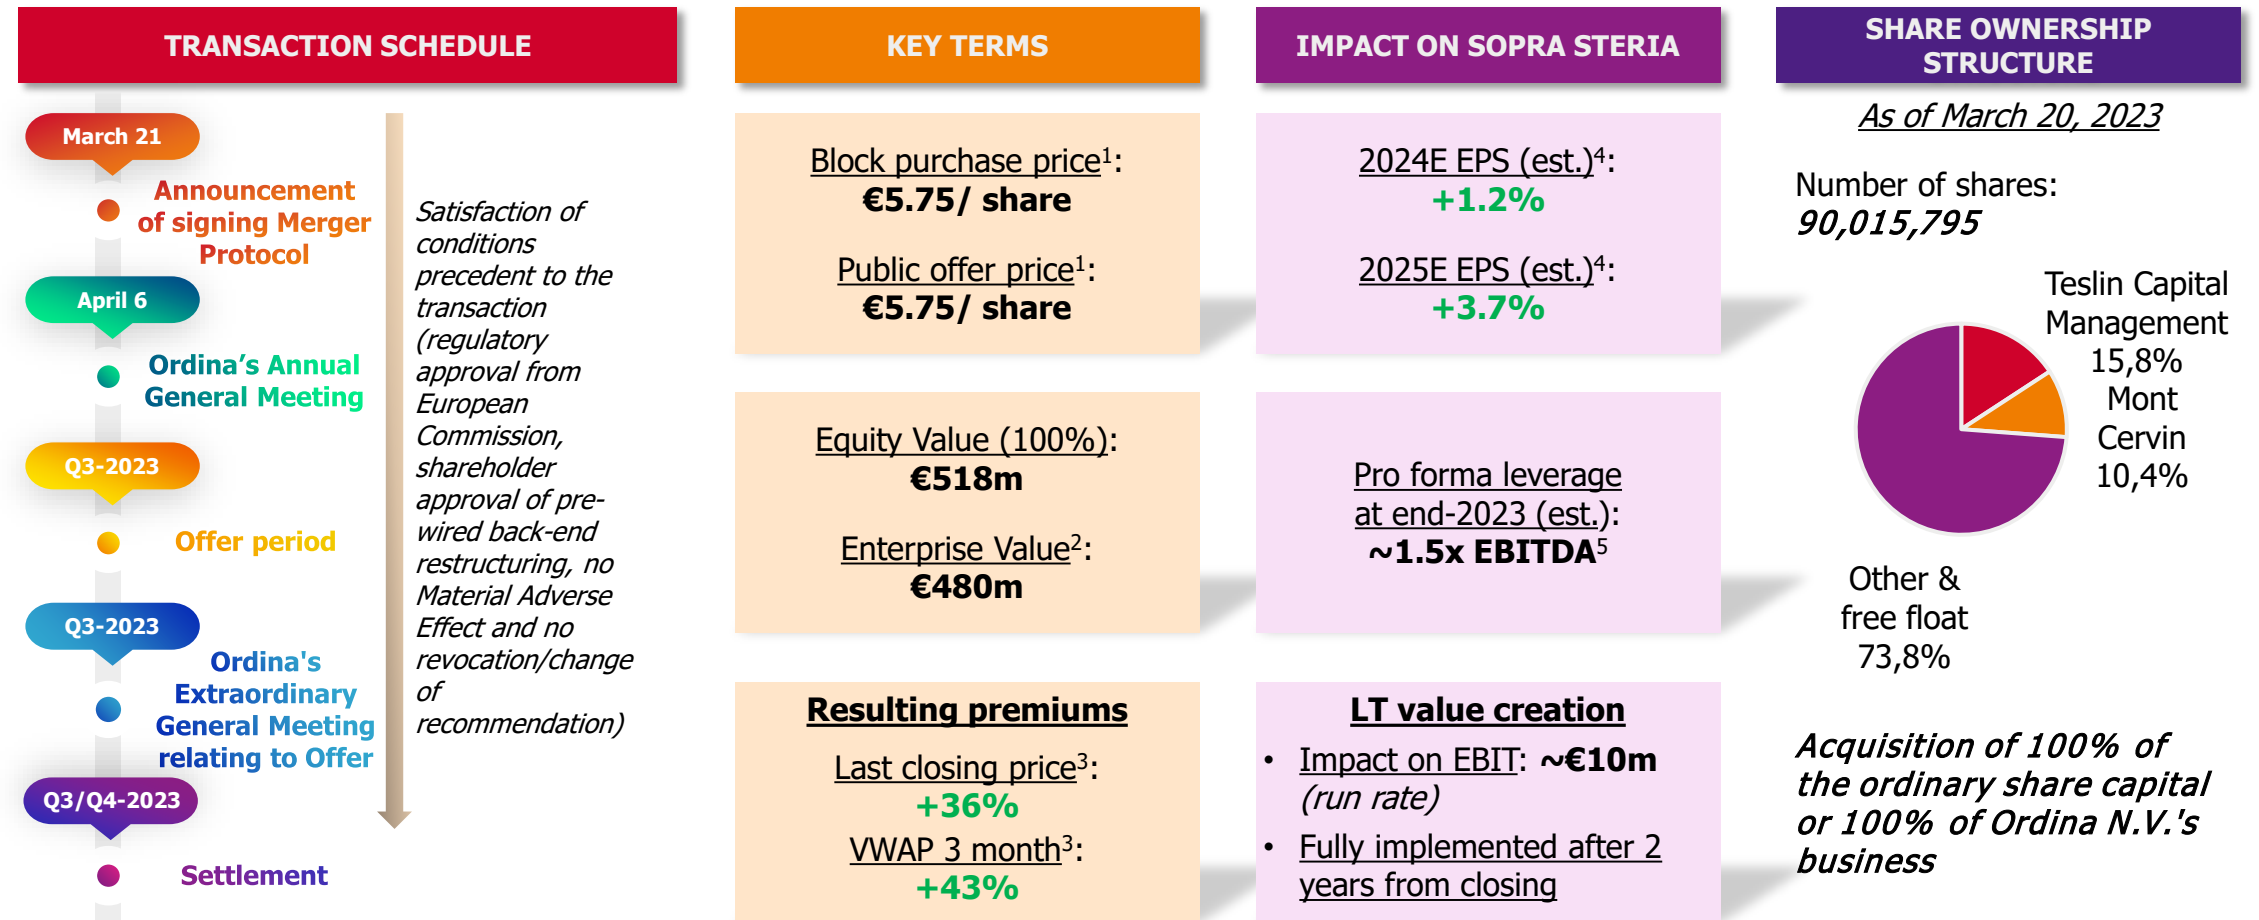 TRANSACTION SCHEDULE
March 21
Announcement
of signing Merger
Protocol
April 6
Ordina’s Annual
General Meeting
Q3-2023
Offer period
Q3-2023
Ordina's
Extraordinary
General Meeting
relating to Offer
Q3/Q4-2023
Settlement
Satisfaction of
conditions
precedent to the
transaction
(regulatory
approval from
European
Commission,
shareholder
approval of pre-
wired back-end
restructuring, no
Material Adverse
Effect and no
revocation/change
of
recommendation)
KEY TERMS
Block purchase price¹:
€5.75/ share
Public offer price¹:
€5.75/ share
Equity Value (100%):
€518m
Enterprise Value²:
€480m
Resulting premiums
Last closing price³:
+36%
VWAP 3 month³:
+43%
IMPACT ON SOPRA STERIA
2024E EPS (est.)⁴:
+1.2%
2025E EPS (est.)⁴:
+3.7%
Pro forma leverage
at end-2023 (est.):
~1.5x EBITDA⁵
LT value creation
• Impact on EBIT: ~€10m
(run rate)
• Fully implemented after 2
years from closing
SHARE OWNERSHIP
STRUCTURE
As of March 20, 2023
Number of shares:
90,015,795
Teslin Capital
Management
15,8%
Mont
Cervin
10,4%
Other &
free float
73,8%
Acquisition of 100% of
the ordinary share capital
or 100% of Ordina N.V.'s
business